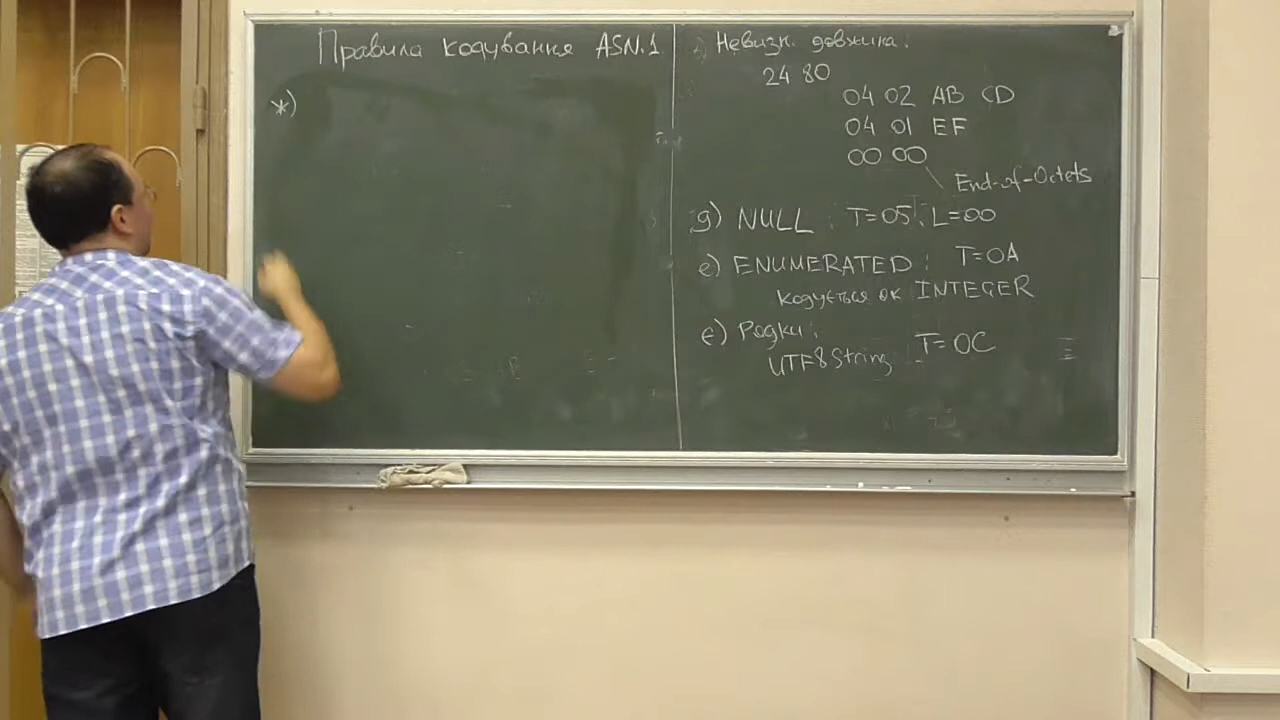 Правила кодування ASN.1
ж)
Невизн. довжина:
24 80
04 02 AB CD
04 01 EF
00 00
End-of-Octets
д) NULL : T=05, L=00
е) ENUMERATED : T=0A
кодується як INTEGER
є) Рядки:
UTF8String T=0C